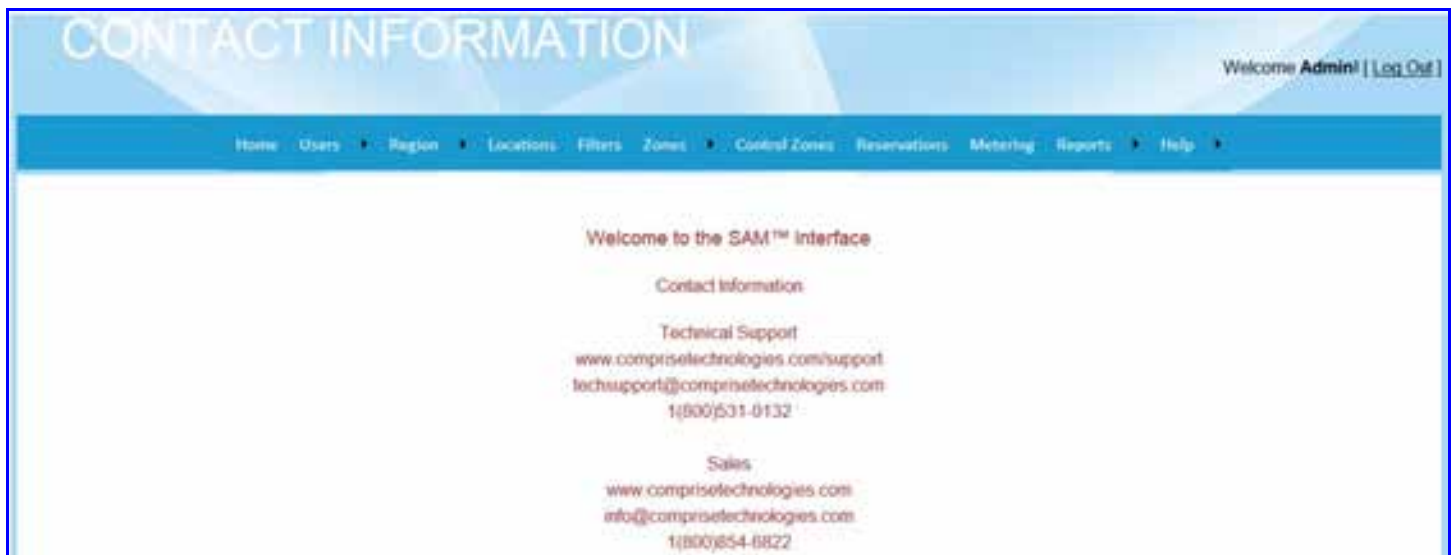 CONTACT INFORMATION
Welcome Admin! [ Log Out ]
Home Users Region Locations Filters Zones Control Zones Reservations Metering Reports Help
Welcome to the SAM™ Interface
Contact Information
Technical Support
www.comprisetechnologies.com/support
techsupport@comprisetechnologies.com
1(800)531-0132
Sales
www.comprisetechnologies.com
info@comprisetechnologies.com
1(800)854-6822